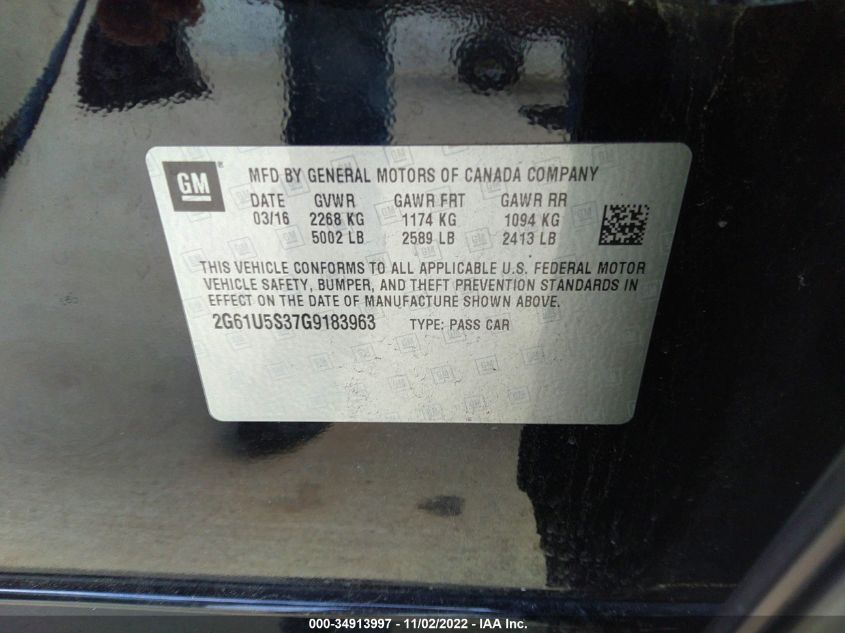 GM ®
MFD BY GENERAL MOTORS OF CANADA COMPANY
DATE GVWR GAWR FRT GAWR RR
03/16 2268 KG 1174 KG 1094 KG
5002 LB 2589 LB 2413 LB
THIS VEHICLE CONFORMS TO ALL APPLICABLE U.S. FEDERAL MOTOR
VEHICLE SAFETY, BUMPER, AND THEFT PREVENTION STANDARDS IN
EFFECT ON THE DATE OF MANUFACTURE SHOWN ABOVE.
2G61U5S37G9183963 TYPE: PASS CAR
000-34913997 - 11/02/2022 - IAA Inc.